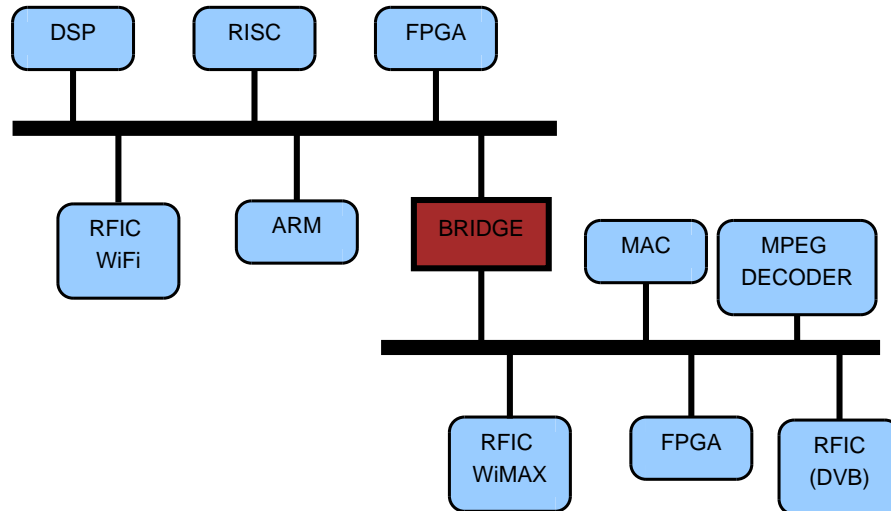 DSP
RISC
FPGA
RFIC
WiFi
ARM
BRIDGE
MAC
MPEG
DECODER
RFIC
WiMAX
FPGA
RFIC
(DVB)